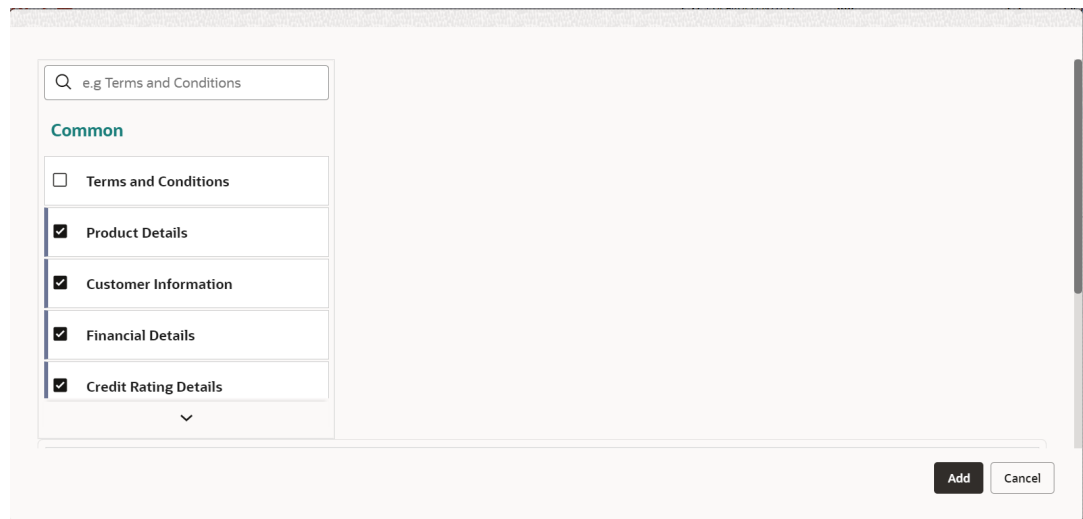 e.g Terms and Conditions
Common
Terms and Conditions
Product Details
Customer Information
Financial Details
Credit Rating Details
Add Cancel